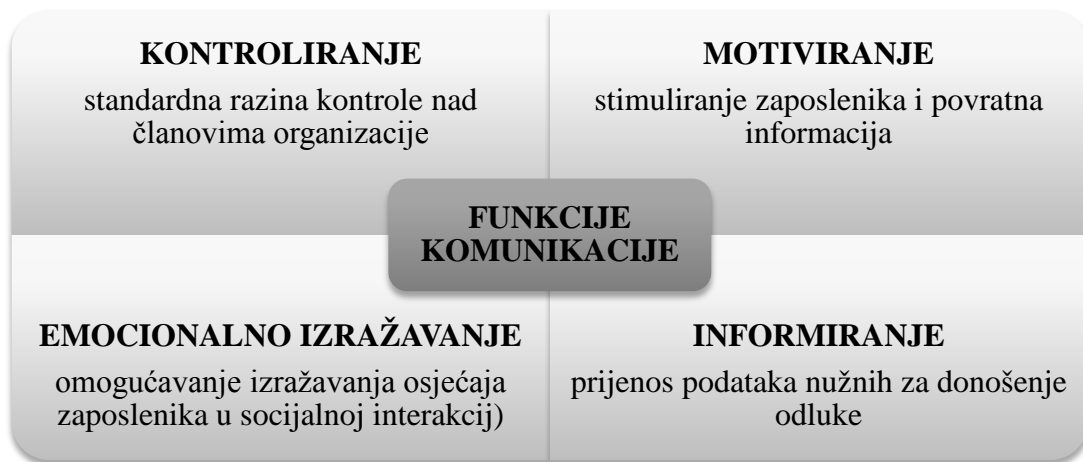 KONTROLIRANJE
standardna razina kontrole nad
članovima organizacije
MOTIVIRANJE
stimuliranje zaposlenika i povratna
informacija
FUNKCIJE
KOMUNIKACIJE
EMOCIONALNO IZRAŽAVANJE
omogućavanje izražavanja osjećaja
zaposlenika u socijalnoj interakcij)
INFORMIRANJE
prijenos podataka nužnih za donošenje
odluke